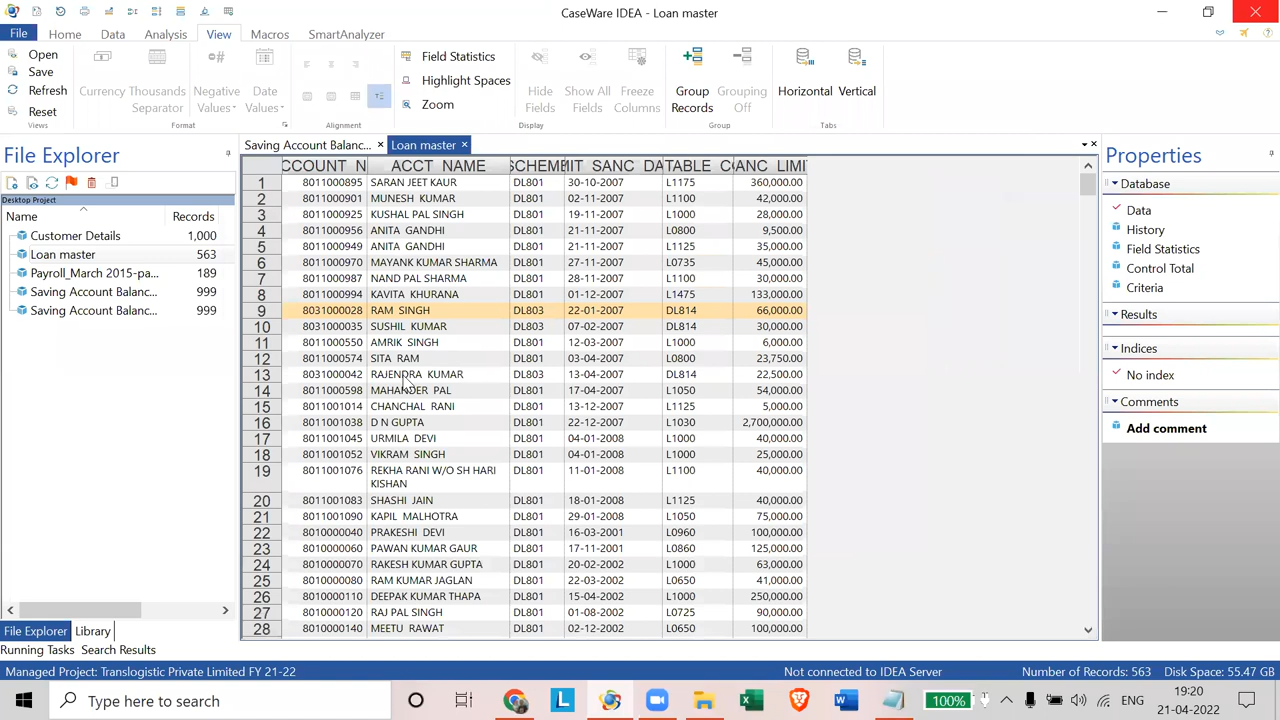 CaseWare IDEA - Loan master
File Home Data Analysis View Macros SmartAnalyzer
Open
Save
Refresh
Reset
Views
Currency Thousands Separator Negative Values Date Values
Format
Alignment
Field Statistics
Highlight Spaces
Zoom
Hide Fields Show All Fields Freeze Columns
Display
Group Records Grouping Off
Group
Horizontal Vertical
Tabs
File Explorer
Desktop Project
Name Records
Customer Details 1,000
Loan master 563
Payroll_March 2015-pa... 189
Saving Account Balanc... 999
Saving Account Balanc... 999
File Explorer Library
Running Tasks Search Results
Saving Account Balanc... × Loan master ×
CCOUNT N ACCT_NAME SCHEME IIT_SANC_DA TABLE_CO ANC_LIMI
1 8011000895 SARAN JEET KAUR DL801 30-10-2007 L1175 360,000.00
2 8011000901 MUNESH KUMAR DL801 02-11-2007 L1100 42,000.00
3 8011000925 KUSHAL PAL SINGH DL801 19-11-2007 L1000 28,000.00
4 8011000956 ANITA GANDHI DL801 21-11-2007 L0800 9,500.00
5 8011000949 ANITA GANDHI DL801 21-11-2007 L1125 35,000.00
6 8011000970 MAYANK KUMAR SHARMA DL801 27-11-2007 L0735 45,000.00
7 8011000987 NAND PAL SHARMA DL801 28-11-2007 L1100 30,000.00
8 8011000994 KAVITA KHURANA DL801 01-12-2007 L1475 133,000.00
9 8031000028 RAM SINGH DL803 22-01-2007 DL814 66,000.00
10 8031000035 SUSHIL KUMAR DL803 07-02-2007 DL814 30,000.00
11 8011000550 AMRIK SINGH DL801 12-03-2007 L1000 6,000.00
12 8011000574 SITA RAM DL801 03-04-2007 L0800 23,750.00
13 8031000042 RAJENDRA KUMAR DL803 13-04-2007 DL814 22,500.00
14 8011000598 MAHANDER PAL DL801 17-04-2007 L1050 54,000.00
15 8011001014 CHANCHAL RANI DL801 13-12-2007 L1125 5,000.00
16 8011001038 D N GUPTA DL801 22-12-2007 L1030 2,700,000.00
17 8011001045 URMILA DEVI DL801 04-01-2008 L1000 40,000.00
18 8011001052 VIKRAM SINGH DL801 04-01-2008 L1000 25,000.00
19 8011001076 REKHA RANI W/O SH HARI KISHAN DL801 11-01-2008 L1100 40,000.00
20 8011001083 SHASHI JAIN DL801 18-01-2008 L1125 40,000.00
21 8011001090 KAPIL MALHOTRA DL801 29-01-2008 L1050 75,000.00
22 8010000040 PRAKESHI DEVI DL801 16-03-2001 L0960 100,000.00
23 8010000060 PAWAN KUMAR GAUR DL801 17-11-2001 L0860 125,000.00
24 8010000070 RAKESH KUMAR GUPTA DL801 20-02-2002 L1000 63,000.00
25 8010000080 RAM KUMAR JAGLAN DL801 22-03-2002 L0650 41,000.00
26 8010000110 DEEPAK KUMAR THAPA DL801 15-04-2002 L1000 250,000.00
27 8010000120 RAJ PAL SINGH DL801 01-08-2002 L0725 90,000.00
28 8010000140 MEETU RAWAT DL801 02-12-2002 L0650 100,000.00
Properties
Database
Data
History
Field Statistics
Control Total
Criteria
Results
Indices
No index
Comments
Add comment
Managed Project: Translogistic Private Limited FY 21-22 Not connected to IDEA Server Number of Records: 563 Disk Space: 55.47 GB
Type here to search
100%
ENG
19:20
21-04-2022